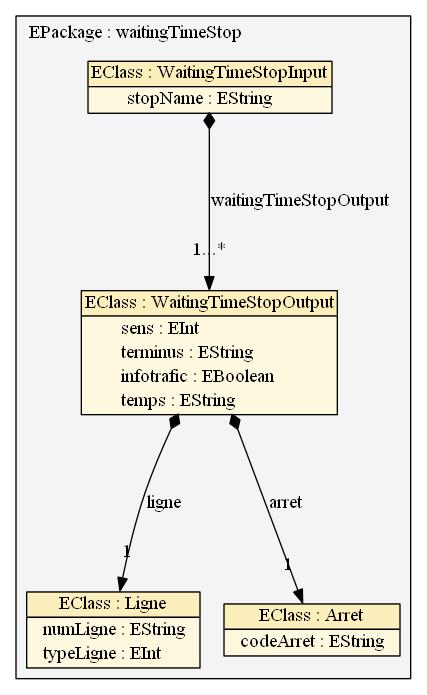 EPackage : waitingTimeStop
EClass : WaitingTimeStopInput
stopName : EString
waitingTimeStopOutput
1...*
EClass : WaitingTimeStopOutput
sens : EInt
terminus : EString
infotrafic : EBoolean
temps : EString
ligne
arret
1
1
EClass : Ligne
numLigne : EString
typeLigne : EInt
EClass : Arret
codeArret : EString